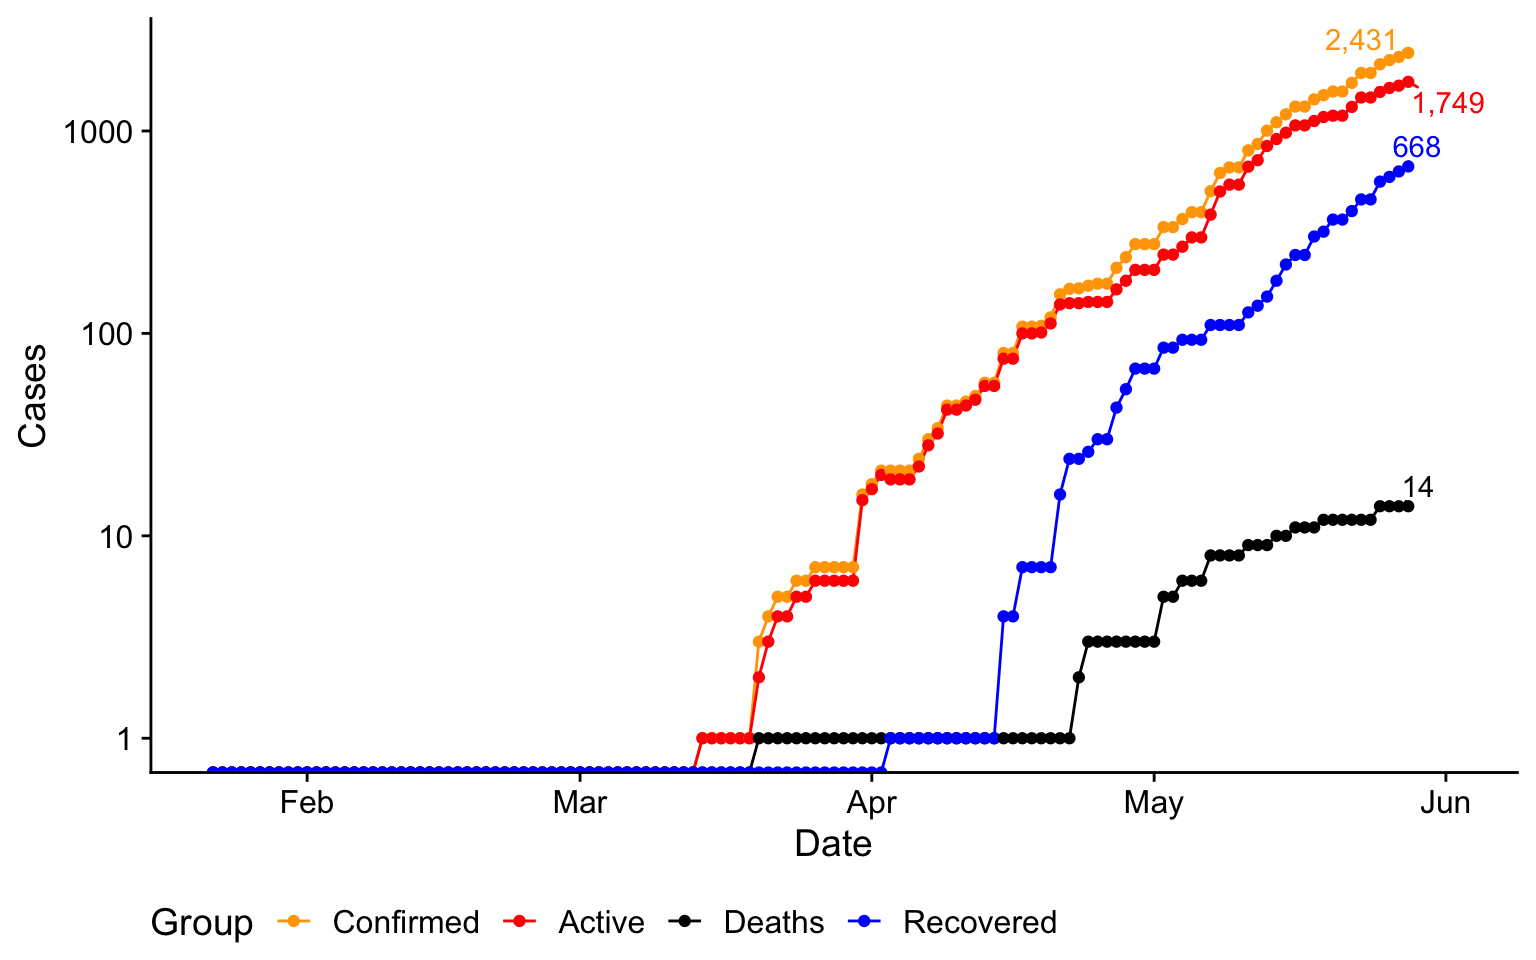 2,431
1,749
668
14
1000
100
10
1
Cases
Feb Mar Apr May Jun
Date
Group Confirmed Active Deaths Recovered